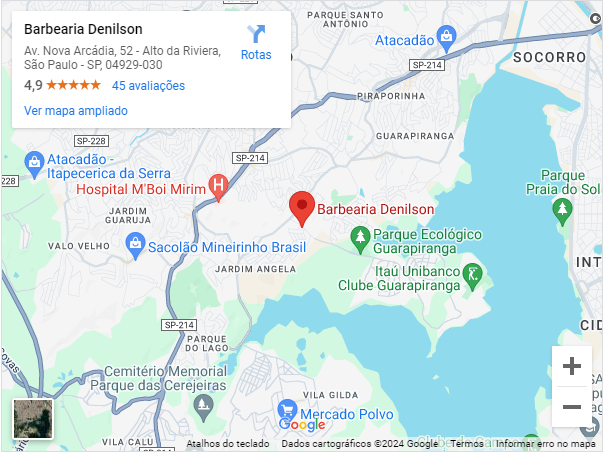 Barbearia Denilson
Av. Nova Arcádia, 52 - Alto da Riviera,
São Paulo - SP, 04929-030
4,9
45 avaliações
Ver mapa ampliado
Rotas
PARQUE SANTO
ANTÔNIO
Atacadão
SP-214
SOCORRO
PIRAPORINHA
GUARAPIRANGA
SP-228
SP-214
Atacadão -
Itapecerica da Serra
228
Hospital M'Boi Mirim
Parque
Praia do Sol
JARDIM
GUARUJA
Barbearia Denilson
VALO VELHO
Sacolão Mineirinho Brasil
Parque Ecológico
Guarapiranga
JARDIM ANGELA
Itaú Unibanco
Clube Guarapiranga
INT
SP-214
CID
PARQUE
DO LAGO
Cemitério Memorial
Parque das Cerejeiras
VILA GILDA
Mercado Polvo
Google
VILA CALU
Atalhos do teclado
Dados cartográficos ©2024 Google
Termos
Informar erro no mapa